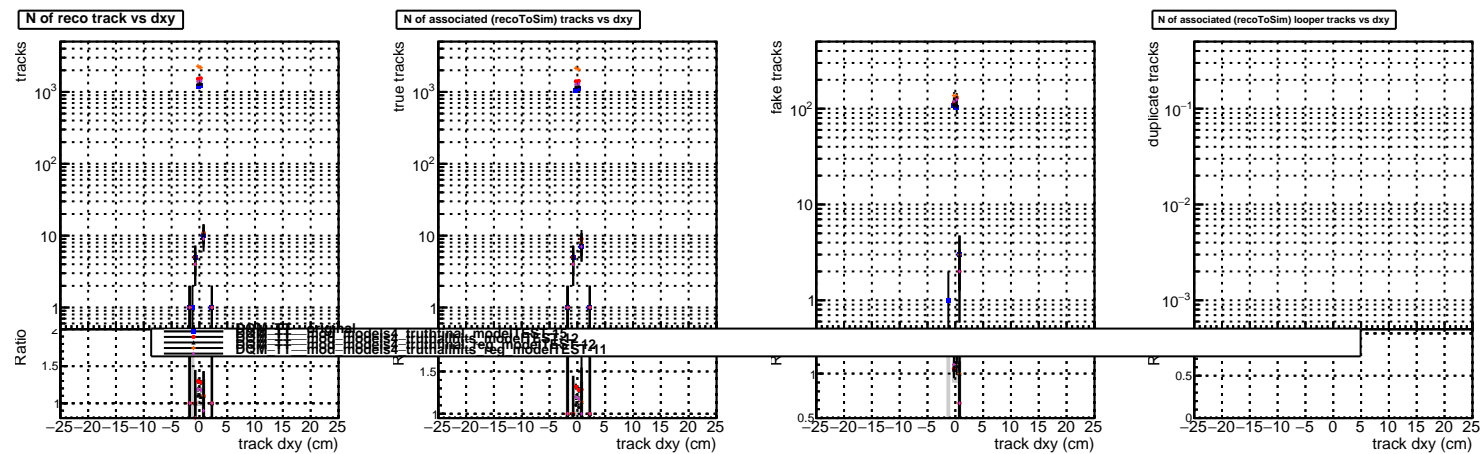 N of reco track vs dxy
N of associated (recoToSim) tracks vs dxy
N of associated (recoToSim) looper tracks vs dxy
tracks
10³
10²
10
1
Ratio
2
1.5
1
−25−20−15−10 −5 0 5 10 15 20 25
track dxy (cm)
true tracks
10³
10²
10
1
1.5
1
−25−20−15−10 −5 0 5 10 15 20 25
track dxy (cm)
fake tracks
10²
10
1
1
0.5
−25−20−15−10 −5 0 5 10 15 20 25
track dxy (cm)
duplicate tracks
10⁻¹
10⁻²
10⁻³
0.5
0
−25−20−15−10 −5 0 5 10 15 20 25
track dxy (cm)